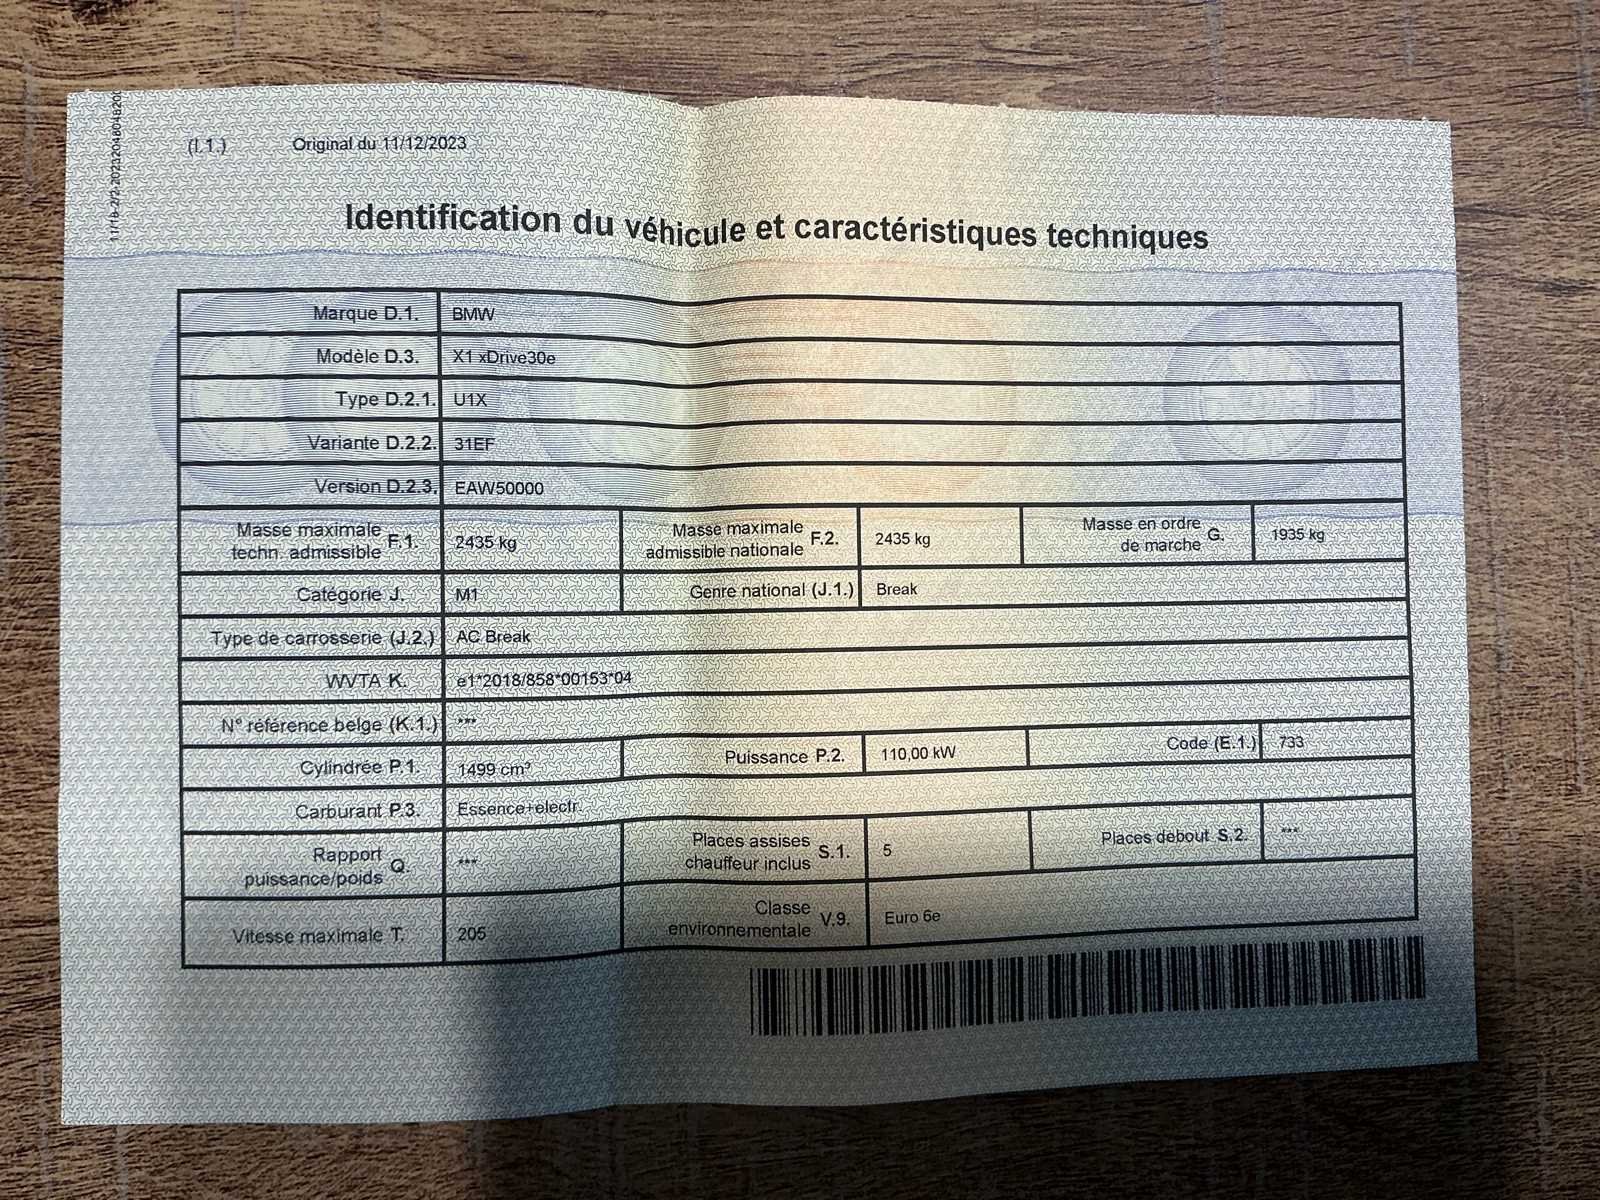 11/18-2/2-2023204804820
(I.1.) Original du 11/12/2023
Identification du véhicule et caractéristiques techniques
Marque D.1. BMW
Modèle D.3. X1 xDrive30e
Type D.2.1. U1X
Variante D.2.2. 31EF
Version D.2.3. EAW50000
Masse maximale techn. admissible F.1. 2435 kg Masse maximale admissible nationale F.2. 2435 kg Masse en ordre de marche G. 1935 kg
Catégorie J. M1 Genre national (J.1.) Break
Type de carrosserie (J.2.) AC Break
WVTA K. e1*2018/858*00153*04
N° référence belge (K.1.) ***
Cylindrée P.1. 1499 cm³ Puissance P.2. 110,00 kW Code (E.1.) 733
Carburant P.3. Essence+electr.
Rapport puissance/poids Q. *** Places assises chauffeur inclus S.1. 5 Places debout S.2. ***
Vitesse maximale T. 205 Classe environnementale V.9. Euro 6e